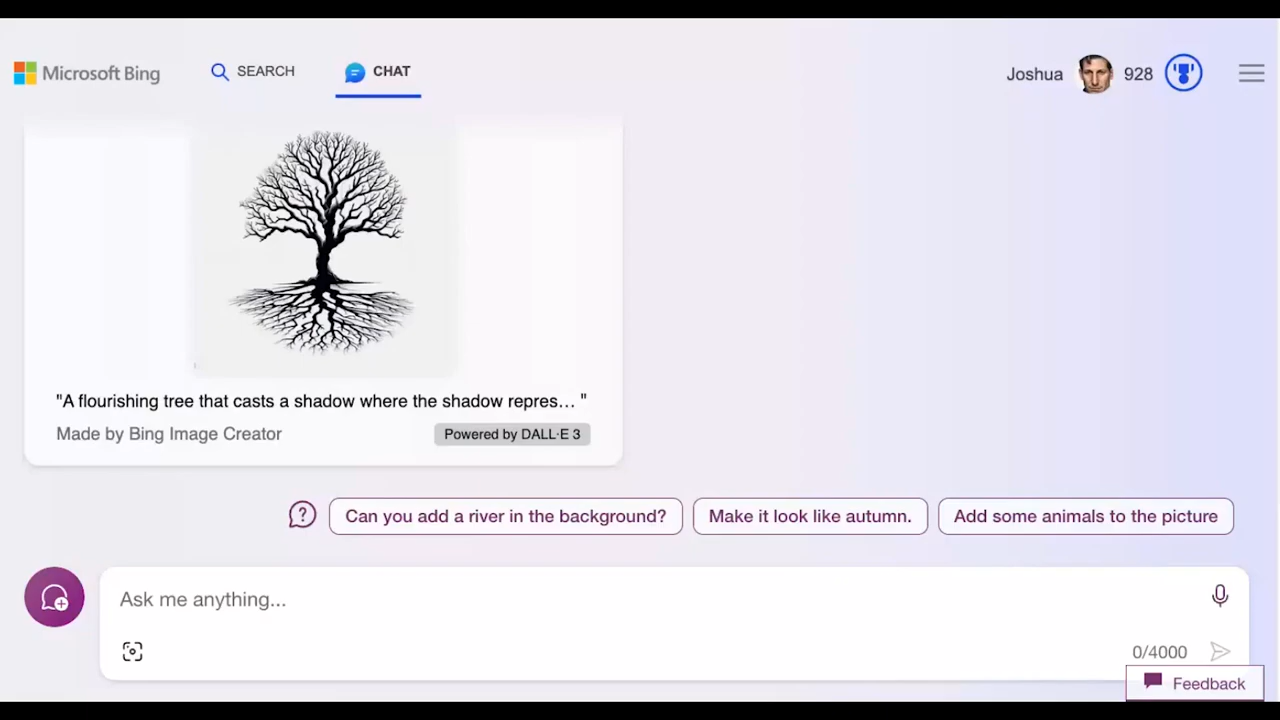 Microsoft Bing
SEARCH
CHAT
Joshua
928
"A flourishing tree that casts a shadow where the shadow repres… "
Made by Bing Image Creator
Powered by DALL·E 3
Can you add a river in the background?
Make it look like autumn.
Add some animals to the picture
Ask me anything...
0/4000
Feedback